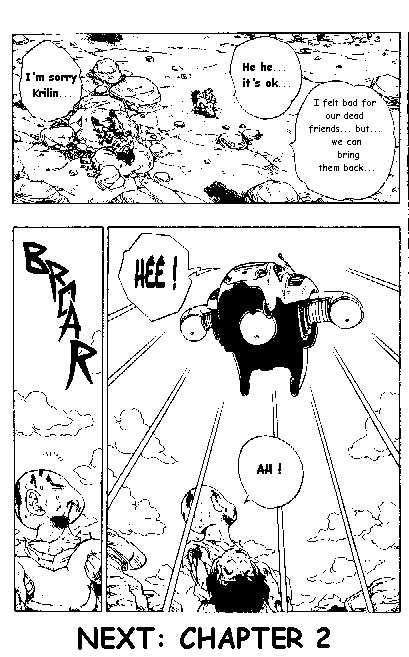 I'm sorry
Krilin...
He he...
it's ok...
I felt bad for
our dead
friends... but...
we can
bring
them back...
BROAR
HEE !
AH !
NEXT: CHAPTER 2